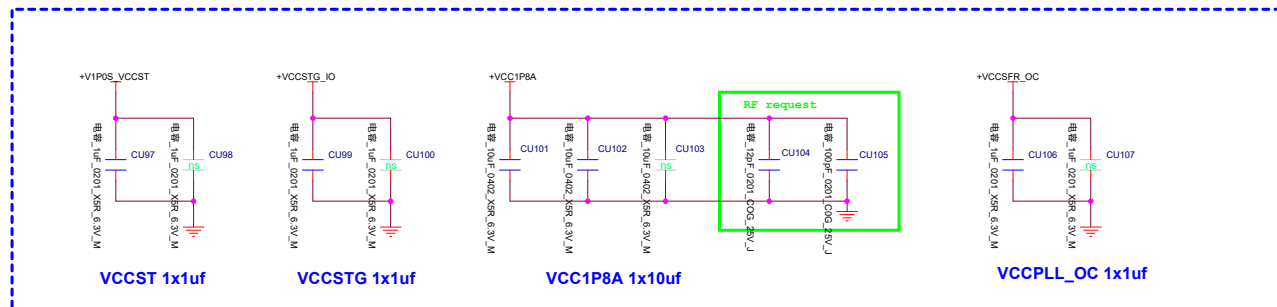 +V1P0S_VCCST
电容_1uF_0201_X5R_6.3V_M
CU97
电容_1uF_0201_X5R_6.3V_M
CU98
ns
VCCST 1x1uf
+VCCSTG_IO
电容_1uF_0201_X5R_6.3V_M
CU99
电容_1uF_0201_X5R_6.3V_M
CU100
ns
VCCSTG 1x1uf
+VCC1P8A
电容_10uF_0402_X5R_6.3V_M
CU101
电容_10uF_0402_X5R_6.3V_M
CU102
电容_10uF_0402_X5R_6.3V_M
CU103
ns
RF request
电容_12pF_0201_COG_25V_J
CU104
电容_100pF_0201_C0G_25V_J
CU105
VCC1P8A 1x10uf
+VCCSFR_OC
电容_1uF_0201_X5R_6.3V_M
CU106
电容_1uF_0201_X5R_6.3V_M
CU107
ns
VCCPLL_OC 1x1uf